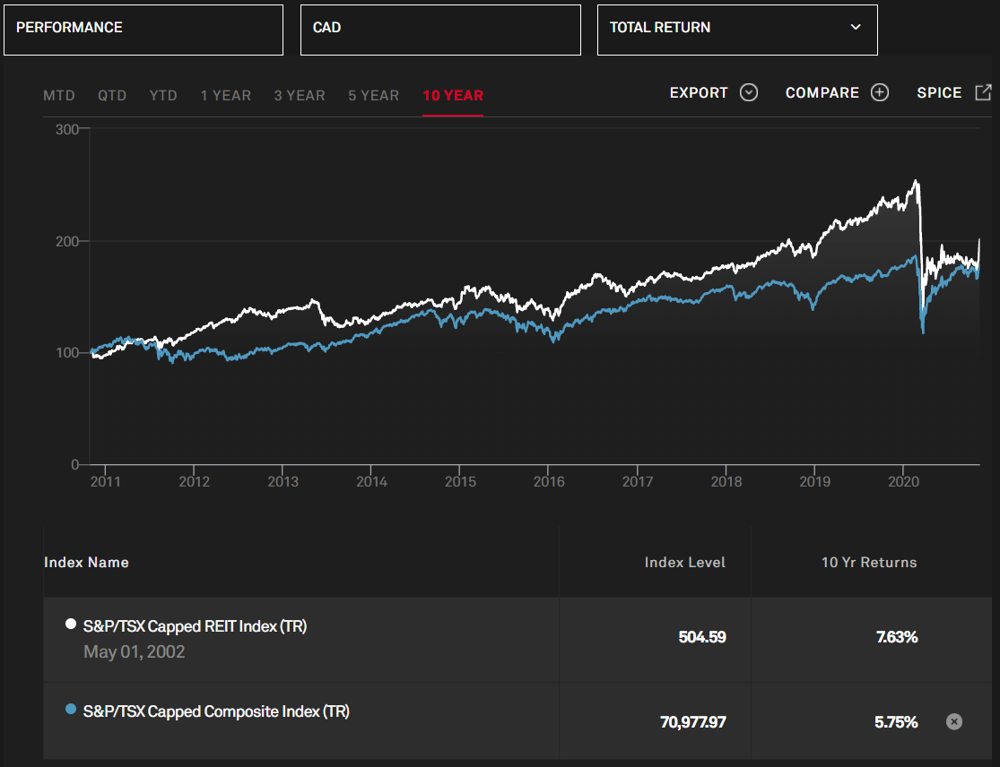 PERFORMANCE CAD TOTAL RETURN
MTD QTD YTD 1 YEAR 3 YEAR 5 YEAR 10 YEAR EXPORT COMPARE SPICE
300
200
100
0
2011 2012 2013 2014 2015 2016 2017 2018 2019 2020
Index Name Index Level 10 Yr Returns
S&P/TSX Capped REIT Index (TR) 504.59 7.63%
May 01, 2002
S&P/TSX Capped Composite Index (TR) 70,977.97 5.75%